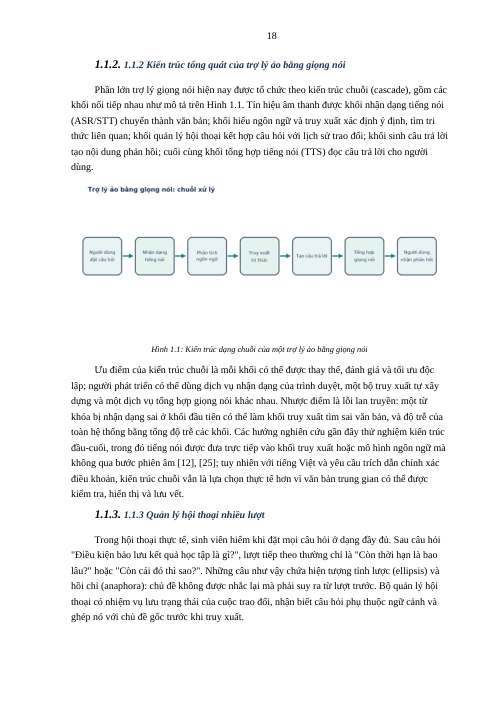 18
1.1.2. 1.1.2 Kiến trúc tổng quát của trợ lý ảo bằng giọng nói
Phần lớn trợ lý giọng nói hiện nay được tổ chức theo kiến trúc chuỗi (cascade), gồm các
khối nối tiếp nhau như mô tả trên Hình 1.1. Tín hiệu âm thanh được khối nhận dạng tiếng nói
(ASR/STT) chuyển thành văn bản; khối hiểu ngôn ngữ và truy xuất xác định ý định, tìm tri
thức liên quan; khối quản lý hội thoại kết hợp câu hỏi với lịch sử trao đổi; khối sinh câu trả lời
tạo nội dung phản hồi; cuối cùng khối tổng hợp tiếng nói (TTS) đọc câu trả lời cho người
dùng.
Trợ lý ảo bằng giọng nói: chuỗi xử lý
Người dùng
đặt câu hỏi
Nhận dạng
tiếng nói
Phân tích
ngôn ngữ
Truy xuất
tri thức
Tạo câu trả lời
Tổng hợp
giọng nói
Người dùng
nhận phản hồi
Hình 1.1: Kiến trúc dạng chuỗi của một trợ lý ảo bằng giọng nói
Ưu điểm của kiến trúc chuỗi là mỗi khối có thể được thay thế, đánh giá và tối ưu độc
lập; người phát triển có thể dùng dịch vụ nhận dạng của trình duyệt, một bộ truy xuất tự xây
dựng và một dịch vụ tổng hợp giọng nói khác nhau. Nhược điểm là lỗi lan truyền: một từ
khóa bị nhận dạng sai ở khối đầu tiên có thể làm khối truy xuất tìm sai văn bản, và độ trễ của
toàn hệ thống bằng tổng độ trễ các khối. Các hướng nghiên cứu gần đây thử nghiệm kiến trúc
đầu-cuối, trong đó tiếng nói được đưa trực tiếp vào khối truy xuất hoặc mô hình ngôn ngữ mà
không qua bước phiên âm [12], [25]; tuy nhiên với tiếng Việt và yêu cầu trích dẫn chính xác
điều khoản, kiến trúc chuỗi vẫn là lựa chọn thực tế hơn vì văn bản trung gian có thể được
kiểm tra, hiển thị và lưu vết.
1.1.3. 1.1.3 Quản lý hội thoại nhiều lượt
Trong hội thoại thực tế, sinh viên hiếm khi đặt mọi câu hỏi ở dạng đầy đủ. Sau câu hỏi
"Điều kiện bảo lưu kết quả học tập là gì?", lượt tiếp theo thường chỉ là "Còn thời hạn là bao
lâu?" hoặc "Còn cái đó thì sao?". Những câu như vậy chứa hiện tượng tỉnh lược (ellipsis) và
hồi chỉ (anaphora): chủ đề không được nhắc lại mà phải suy ra từ lượt trước. Bộ quản lý hội
thoại có nhiệm vụ lưu trạng thái của cuộc trao đổi, nhận biết câu hỏi phụ thuộc ngữ cảnh và
ghép nó với chủ đề gốc trước khi truy xuất.